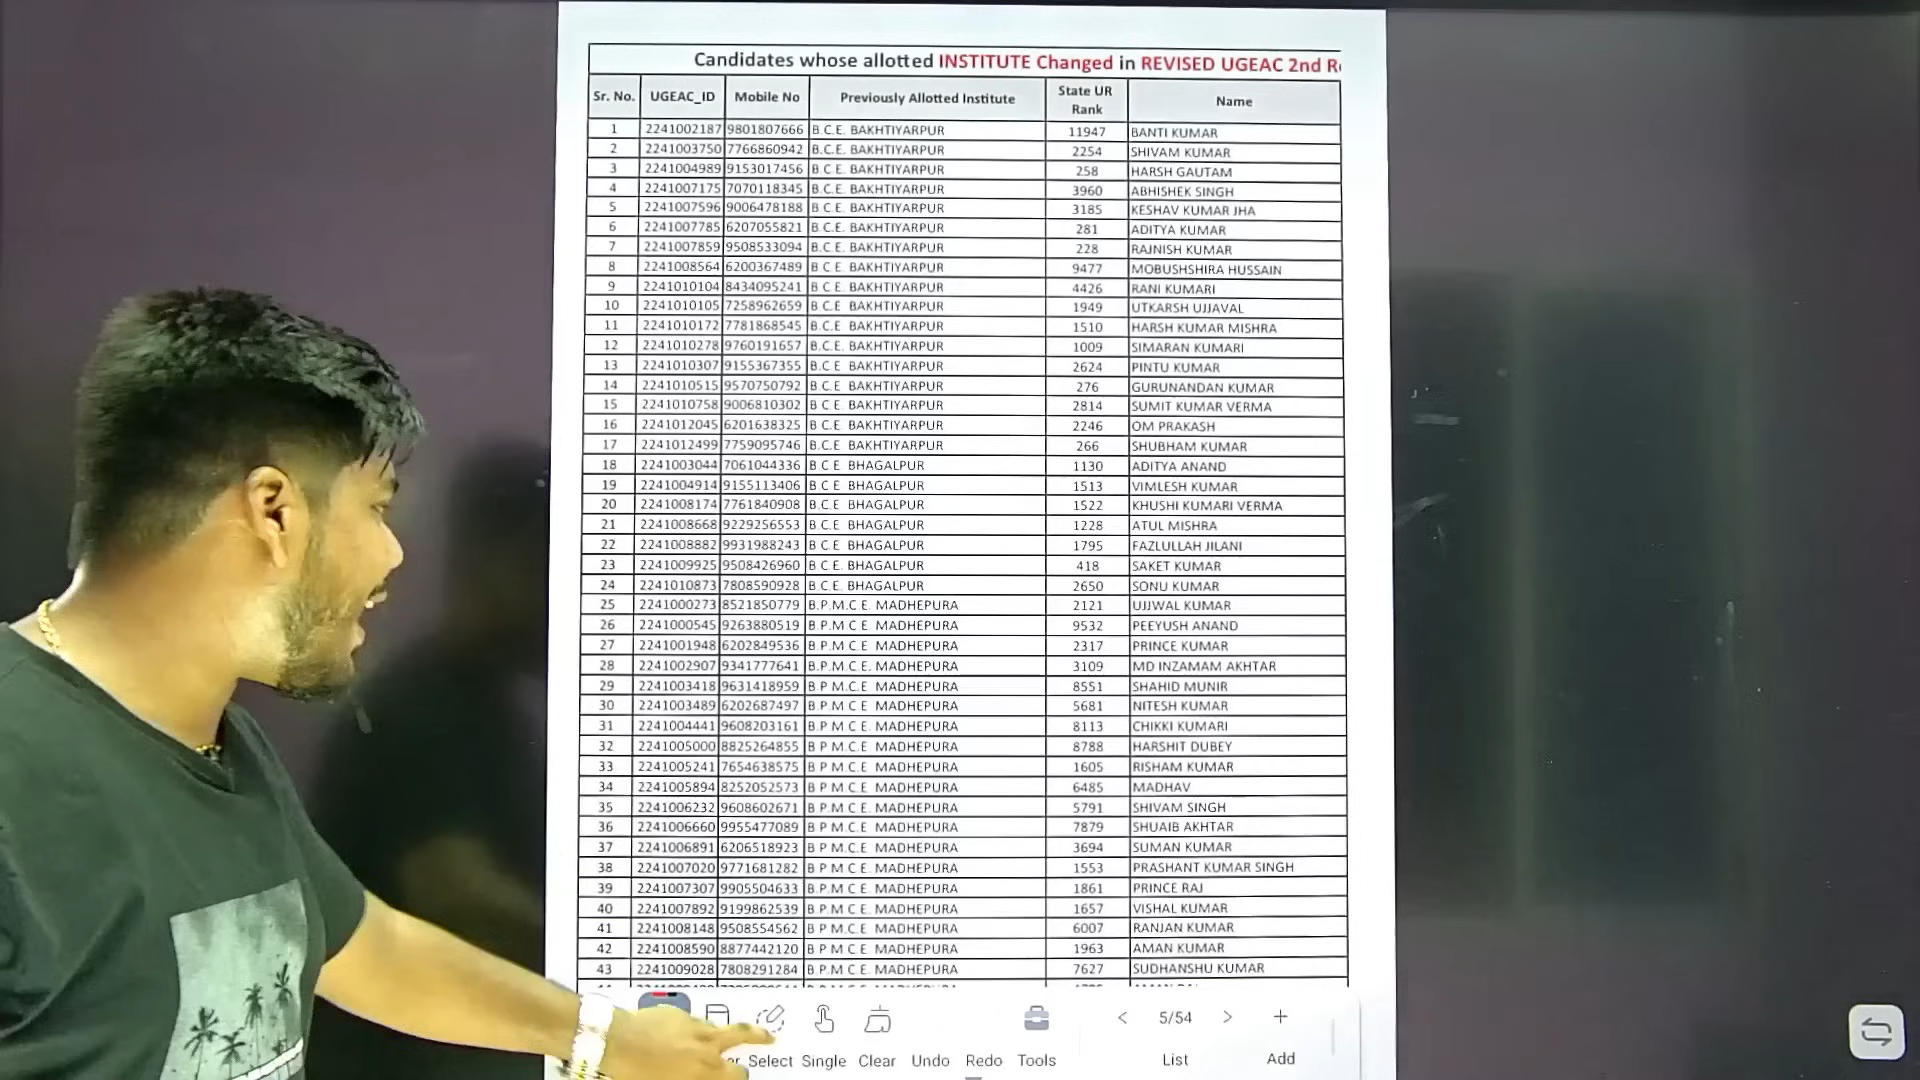 Candidates whose allotted INSTITUTE Changed in REVISED UGEAC 2nd R
Sr. No. UGEAC_ID Mobile No Previously Allotted Institute State UR Rank Name
1 2241002187 9801807666 B.C.E. BAKHTIYARPUR 11947 BANTI KUMAR
2 2241003750 7766860942 B.C.E. BAKHTIYARPUR 2254 SHIVAM KUMAR
3 2241004989 9153017456 B.C.E. BAKHTIYARPUR 258 HARSH GAUTAM
4 2241007175 7070118345 B.C.E. BAKHTIYARPUR 3960 ABHISHEK SINGH
5 2241007596 9006478188 B.C.E. BAKHTIYARPUR 3185 KESHAV KUMAR JHA
6 2241007785 6207055821 B.C.E. BAKHTIYARPUR 281 ADITYA KUMAR
7 2241007859 9508533094 B.C.E. BAKHTIYARPUR 228 RAJNISH KUMAR
8 2241008564 6200367489 B.C.E. BAKHTIYARPUR 9477 MOBUSHSHIRA HUSSAIN
9 2241010104 8434095241 B.C.E. BAKHTIYARPUR 4426 RANI KUMARI
10 2241010105 7258962659 B.C.E. BAKHTIYARPUR 1949 UTKARSH UJJAVAL
11 2241010172 7781868545 B.C.E. BAKHTIYARPUR 1510 HARSH KUMAR MISHRA
12 2241010278 9760191657 B.C.E. BAKHTIYARPUR 1009 SIMARAN KUMARI
13 2241010307 9155367355 B.C.E. BAKHTIYARPUR 2624 PINTU KUMAR
14 2241010515 9570750792 B.C.E. BAKHTIYARPUR 276 GURUNANDAN KUMAR
15 2241010758 9006810302 B.C.E. BAKHTIYARPUR 2814 SUMIT KUMAR VERMA
16 2241012045 6201638325 B.C.E. BAKHTIYARPUR 2246 OM PRAKASH
17 2241012499 7759095746 B.C.E. BAKHTIYARPUR 266 SHUBHAM KUMAR
18 2241003044 7061044336 B.C.E. BHAGALPUR 1130 ADITYA ANAND
19 2241004914 9155113406 B.C.E. BHAGALPUR 1513 VIMLESH KUMAR
20 2241008174 7761840908 B.C.E. BHAGALPUR 1522 KHUSHI KUMARI VERMA
21 2241008668 9229256553 B.C.E. BHAGALPUR 1228 ATUL MISHRA
22 2241008882 9931988243 B.C.E. BHAGALPUR 1795 FAZLULLAH JILANI
23 2241009925 9508426960 B.C.E. BHAGALPUR 418 SAKET KUMAR
24 2241010873 7808590928 B.C.E. BHAGALPUR 2650 SONU KUMAR
25 2241000273 8521850779 B.P.M.C.E. MADHEPURA 2121 UJJWAL KUMAR
26 2241000545 9263880519 B.P.M.C.E. MADHEPURA 9532 PEEYUSH ANAND
27 2241001948 6202849536 B.P.M.C.E. MADHEPURA 2317 PRINCE KUMAR
28 2241002907 9341777641 B.P.M.C.E. MADHEPURA 3109 MD INZAMAM AKHTAR
29 2241003418 9631418959 B.P.M.C.E. MADHEPURA 8551 SHAHID MUNIR
30 2241003489 6202687497 B.P.M.C.E. MADHEPURA 5681 NITESH KUMAR
31 2241004441 9608203161 B.P.M.C.E. MADHEPURA 8113 CHIKKI KUMARI
32 2241005000 8825264855 B.P.M.C.E. MADHEPURA 8788 HARSHIT DUBEY
33 2241005241 7654638575 B.P.M.C.E. MADHEPURA 1605 RISHAM KUMAR
34 2241005894 8252052573 B.P.M.C.E. MADHEPURA 6485 MADHAV
35 2241006232 9608602671 B.P.M.C.E. MADHEPURA 5791 SHIVAM SINGH
36 2241006660 9955477089 B.P.M.C.E. MADHEPURA 7879 SHUAIB AKHTAR
37 2241006891 6206518923 B.P.M.C.E. MADHEPURA 3694 SUMAN KUMAR
38 2241007020 9771681282 B.P.M.C.E. MADHEPURA 1553 PRASHANT KUMAR SINGH
39 2241007307 9905504633 B.P.M.C.E. MADHEPURA 1861 PRINCE RAJ
40 2241007892 9199862539 B.P.M.C.E. MADHEPURA 1657 VISHAL KUMAR
41 2241008148 9508554562 B.P.M.C.E. MADHEPURA 6007 RANJAN KUMAR
42 2241008590 8877442120 B.P.M.C.E. MADHEPURA 1963 AMAN KUMAR
43 2241009028 7808291284 B.P.M.C.E. MADHEPURA 7627 SUDHANSHU KUMAR
< 5/54 > +
er Select Single Clear Undo Redo Tools List Add